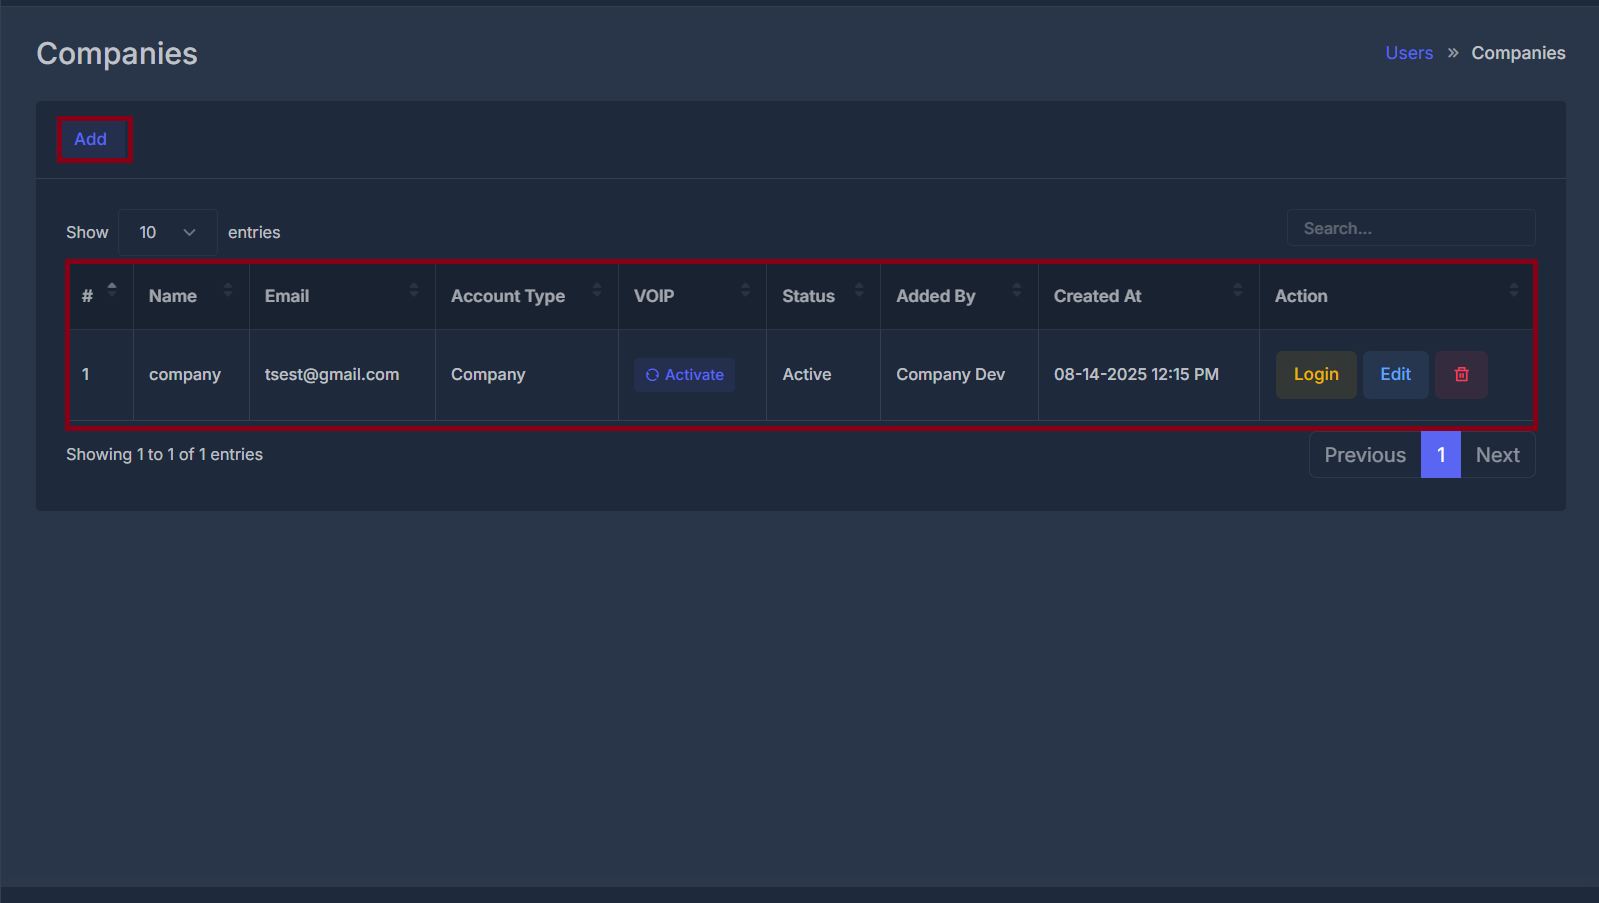 Companies
Users » Companies
Add
Show 10 entries
Search...
# Name Email Account Type VOIP Status Added By Created At Action
1 company tsest@gmail.com Company Activate Active Company Dev 08-14-2025 12:15 PM Login Edit
Showing 1 to 1 of 1 entries
Previous 1 Next